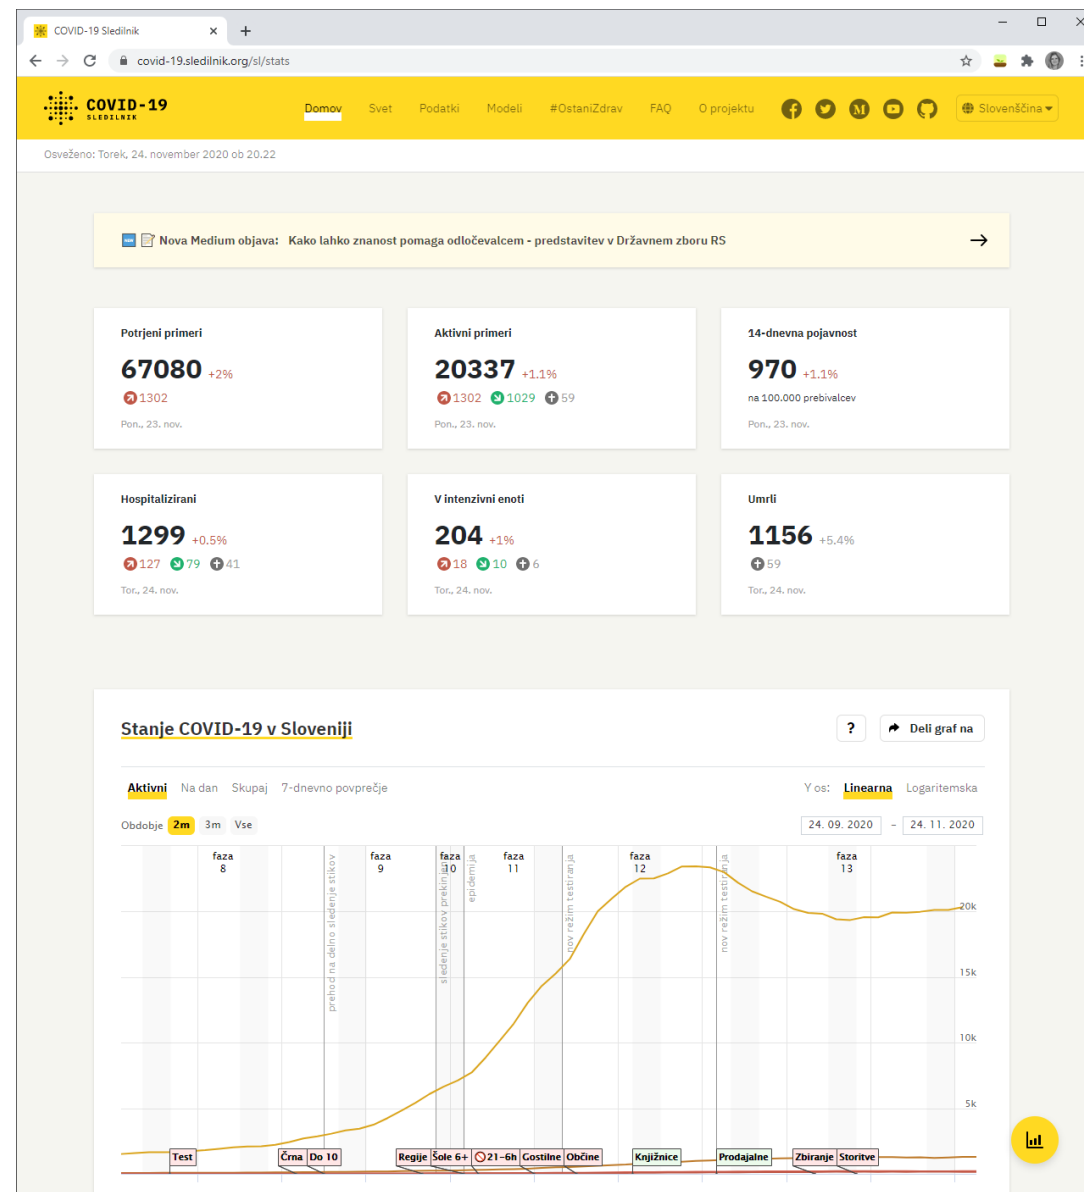 COVID-19 Sledilnik
covid-19.sledilnik.org/sl/stats
COVID-19
SLEDILNIK
Domov Svet Podatki Modeli #OstaniZdrav FAQ O projektu Slovenščina
Osveženo: Torek, 24. november 2020 ob 20.22
NEW Nova Medium objava: Kako lahko znanost pomaga odločevalcem - predstavitev v Državnem zboru RS
Potrjeni primeri
67080 +2%
1302
Pon., 23. nov.
Aktivni primeri
20337 +1.1%
1302 1029 59
Pon., 23. nov.
14-dnevna pojavnost
970 +1.1%
na 100.000 prebivalcev
Pon., 23. nov.
Hospitalizirani
1299 +0.5%
127 79 41
Tor., 24. nov.
V intenzivni enoti
204 +1%
18 10 6
Tor., 24. nov.
Umrli
1156 +5.4%
59
Tor., 24. nov.
Stanje COVID-19 v Sloveniji
? Deli graf na
Aktivni Na dan Skupaj 7-dnevno povprečje
Y os: Linearna Logaritemska
Obdobje 2m 3m Vse
24. 09. 2020 – 24. 11. 2020
faza 8
prehod na delno sledenje stikov
faza 9
faza 10
sledenje stikov prekinjeno
epidemija
faza 11
nov režim testiranja
faza 12
nov režim testiranja
faza 13
20k
15k
10k
5k
Test Črna Do 10 Regije Šole 6+ 21–6h Gostilne Občine Knjižnice Prodajalne Zbiranje Storitve